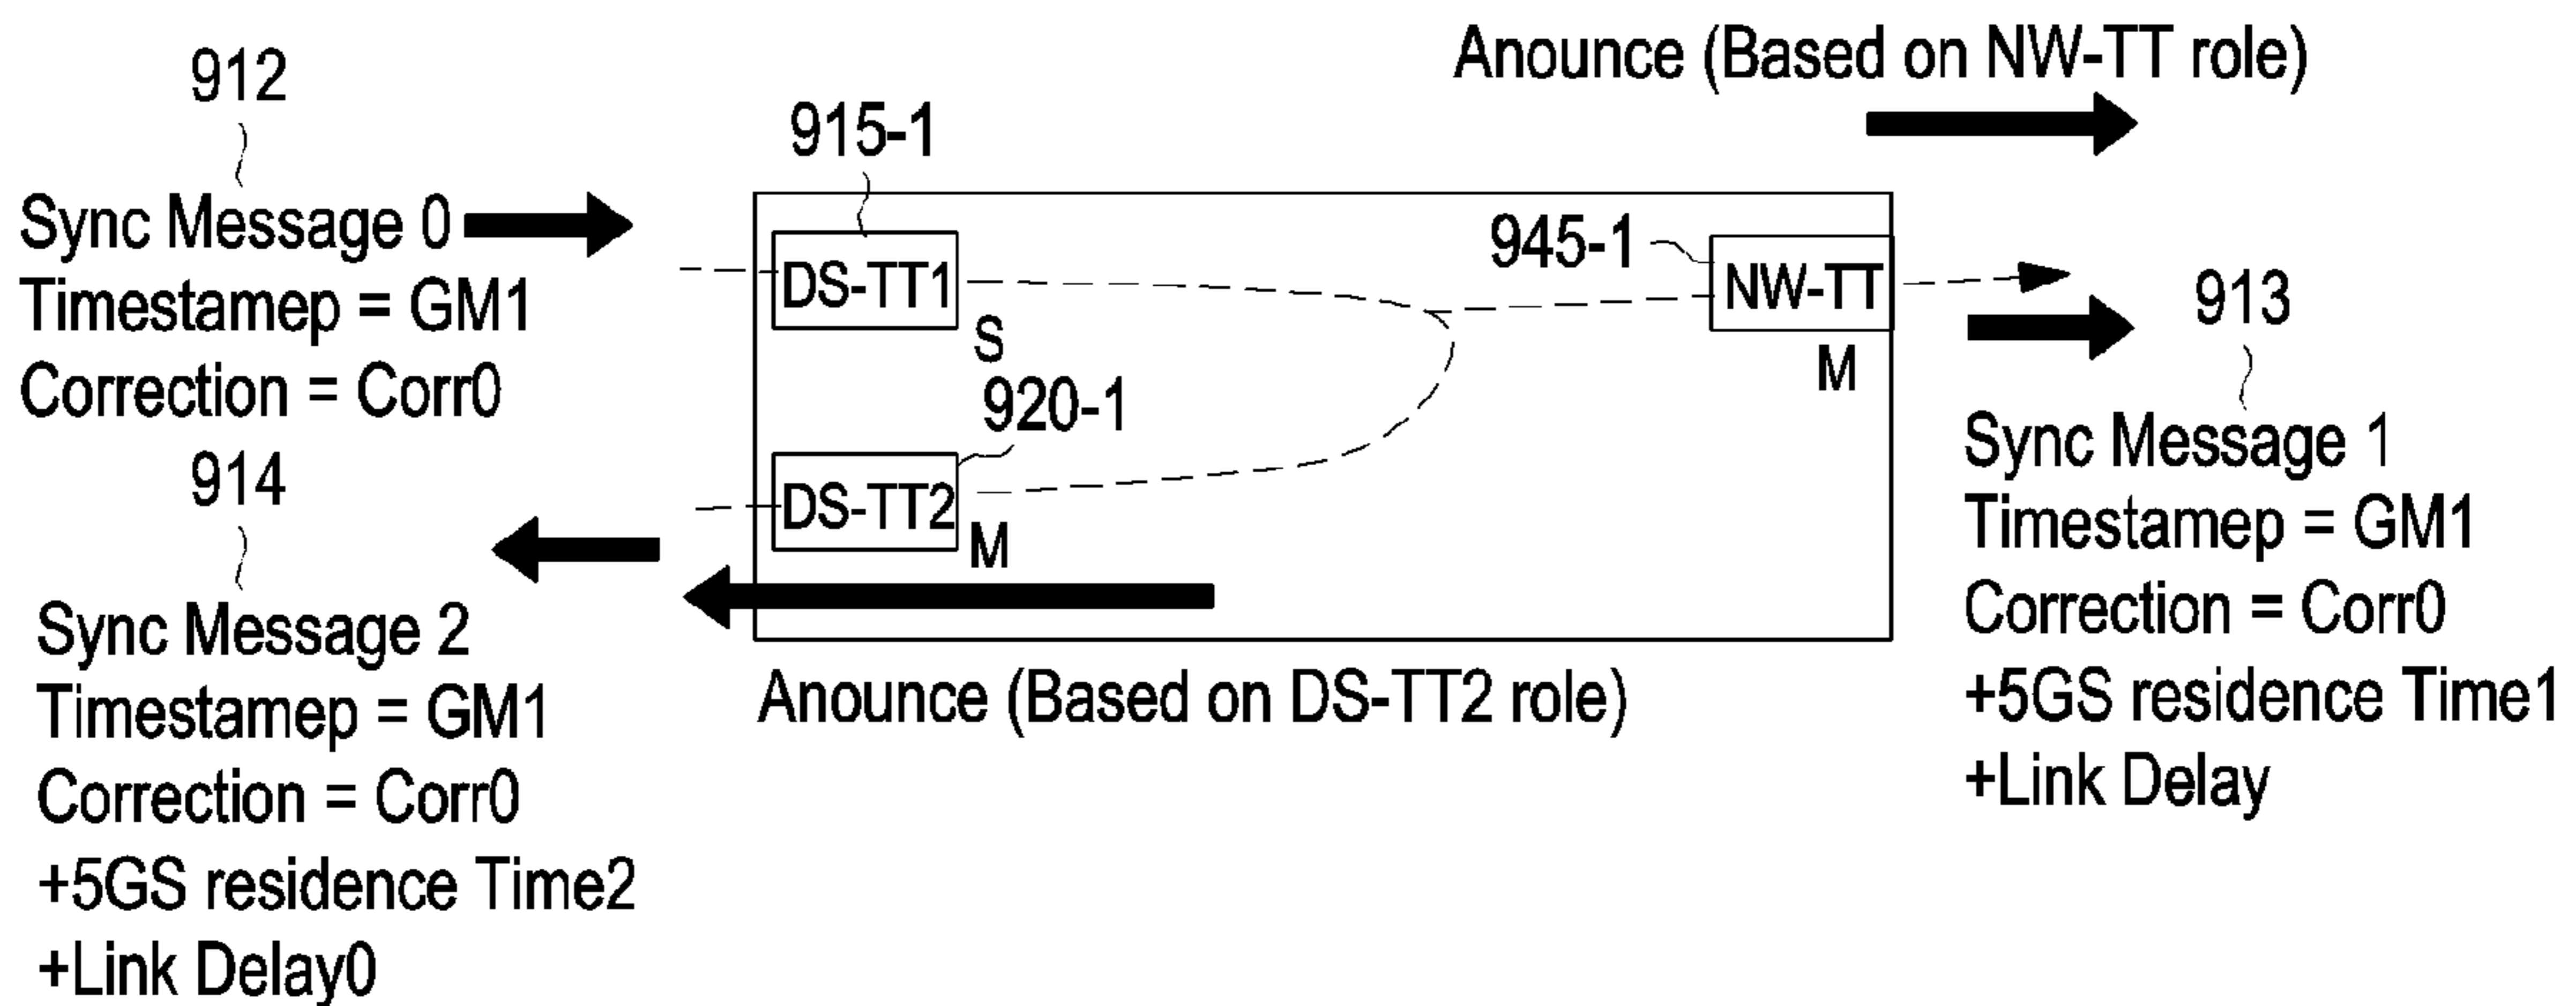 Anounce (Based on NW-TT role)
912
915-1
Sync Message 0
Timestamep = GM1
Correction = Corr0
DS-TT1
S
945-1
NW-TT
M
913
920-1
914
DS-TT2
M
Sync Message 1
Timestamep = GM1
Correction = Corr0
+5GS residence Time1
+Link Delay
Sync Message 2
Timestamep = GM1
Correction = Corr0
+5GS residence Time2
+Link Delay0
Anounce (Based on DS-TT2 role)